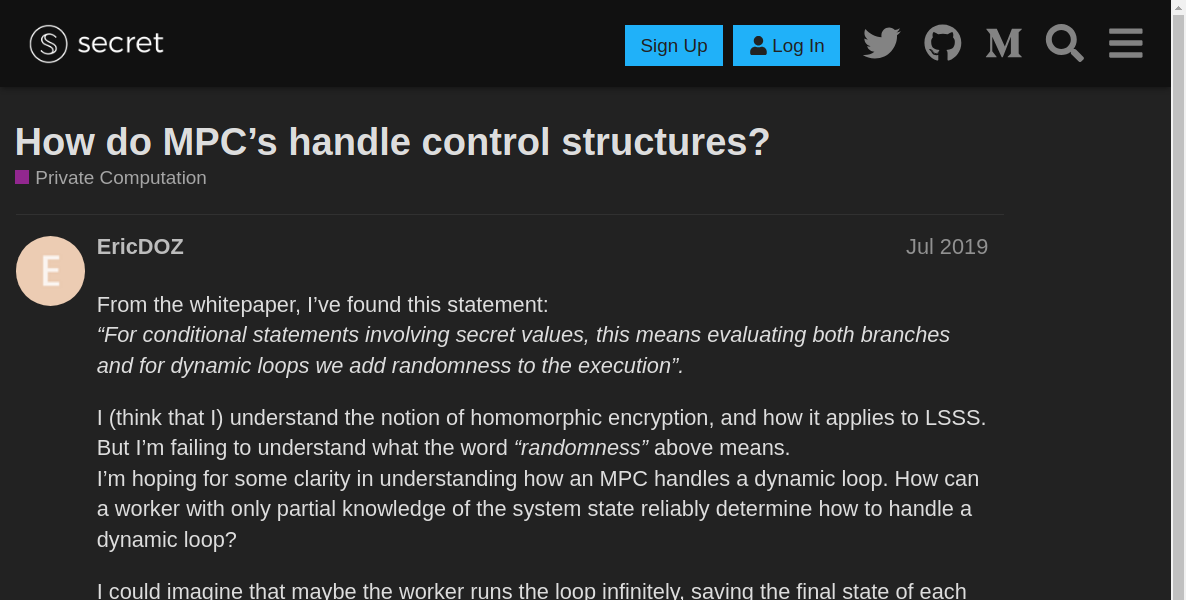 secret
Sign Up
Log In
How do MPC’s handle control structures?
Private Computation
E
EricDOZ
Jul 2019
From the whitepaper, I’ve found this statement:
“For conditional statements involving secret values, this means evaluating both branches
and for dynamic loops we add randomness to the execution”.
I (think that I) understand the notion of homomorphic encryption, and how it applies to LSSS.
But I’m failing to understand what the word “randomness” above means.
I’m hoping for some clarity in understanding how an MPC handles a dynamic loop. How can
a worker with only partial knowledge of the system state reliably determine how to handle a
dynamic loop?
I could imagine that maybe the worker runs the loop infinitely, saving the final state of each